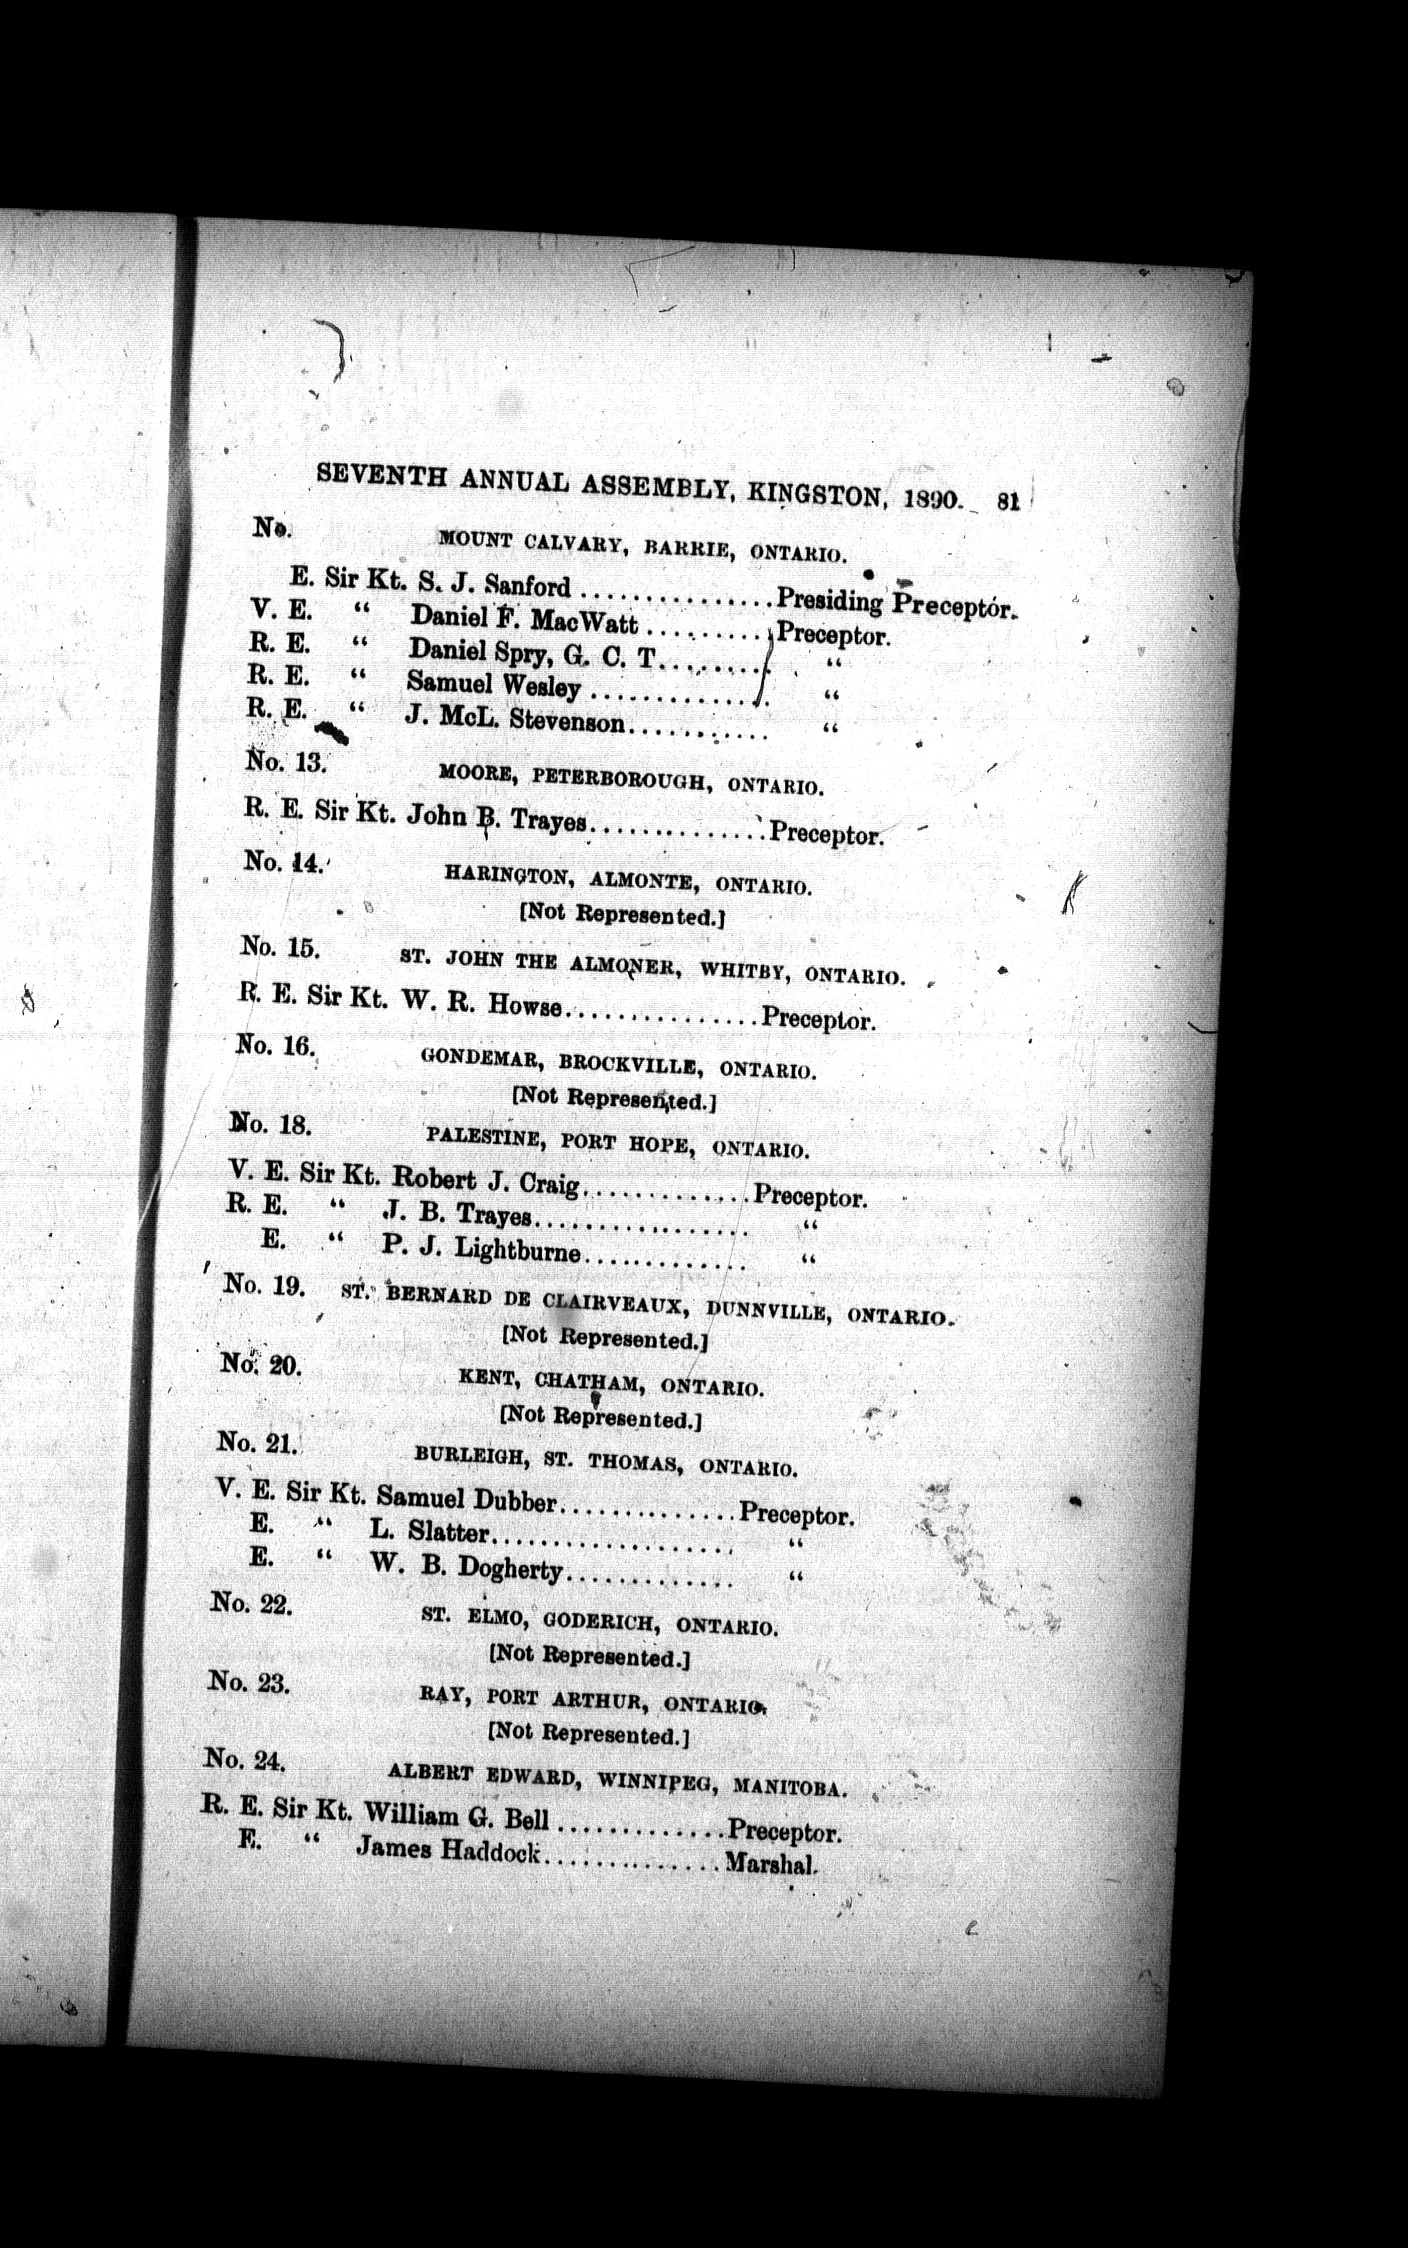 SEVENTH ANNUAL ASSEMBLY, KINGSTON, 1890. 81
No. MOUNT CALVARY, BARRIE, ONTARIO.
E. Sir Kt. S. J. Sanford ............... Presiding Preceptor.
V. E. “ Daniel F. MacWatt .......... Preceptor.
R. E. “ Daniel Spry, G. C. T......... “
R. E. “ Samuel Wesley .............. “
R. E. “ J. McL. Stevenson........... “
No. 13. MOORE, PETERBOROUGH, ONTARIO.
R. E. Sir Kt. John B. Trayes.............. Preceptor.
No. 14. HARINGTON, ALMONTE, ONTARIO.
[Not Represented.]
No. 15. ST. JOHN THE ALMONER, WHITBY, ONTARIO.
R. E. Sir Kt. W. R. Howse............... Preceptor.
No. 16. GONDEMAR, BROCKVILLE, ONTARIO.
[Not Represented.]
No. 18. PALESTINE, PORT HOPE, ONTARIO.
V. E. Sir Kt. Robert J. Craig............. Preceptor.
R. E. “ J. B. Trayes................. “
E. “ P. J. Lightburne............. “
No. 19. ST. BERNARD DE CLAIRVEAUX, DUNNVILLE, ONTARIO.
[Not Represented.]
No. 20. KENT, CHATHAM, ONTARIO.
[Not Represented.]
No. 21. BURLEIGH, ST. THOMAS, ONTARIO.
V. E. Sir Kt. Samuel Dubber.............. Preceptor.
E. “ L. Slatter................... “
E. “ W. B. Dogherty............. “
No. 22. ST. ELMO, GODERICH, ONTARIO.
[Not Represented.]
No. 23. RAY, PORT ARTHUR, ONTARIO.
[Not Represented.]
No. 24. ALBERT EDWARD, WINNIPEG, MANITOBA.
R. E. Sir Kt. William G. Bell ............. Preceptor.
E. “ James Haddock.............. Marshal.